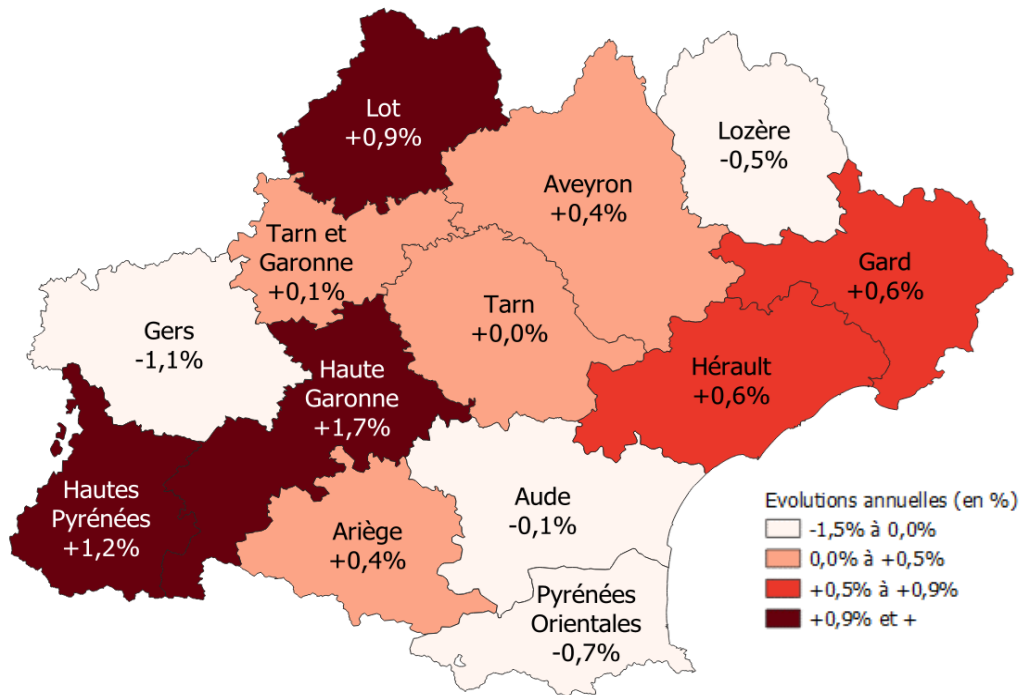 Lot
+0,9%
Lozère
-0,5%
Aveyron
+0,4%
Tarn et
Garonne
+0,1%
Gard
+0,6%
Tarn
+0,0%
Gers
-1,1%
Hérault
+0,6%
Haute
Garonne
+1,7%
Hautes
Pyrénées
+1,2%
Aude
-0,1%
Ariège
+0,4%
Pyrénées
Orientales
-0,7%
Evolutions annuelles (en %)
-1,5% à 0,0%
0,0% à +0,5%
+0,5% à +0,9%
+0,9% et +